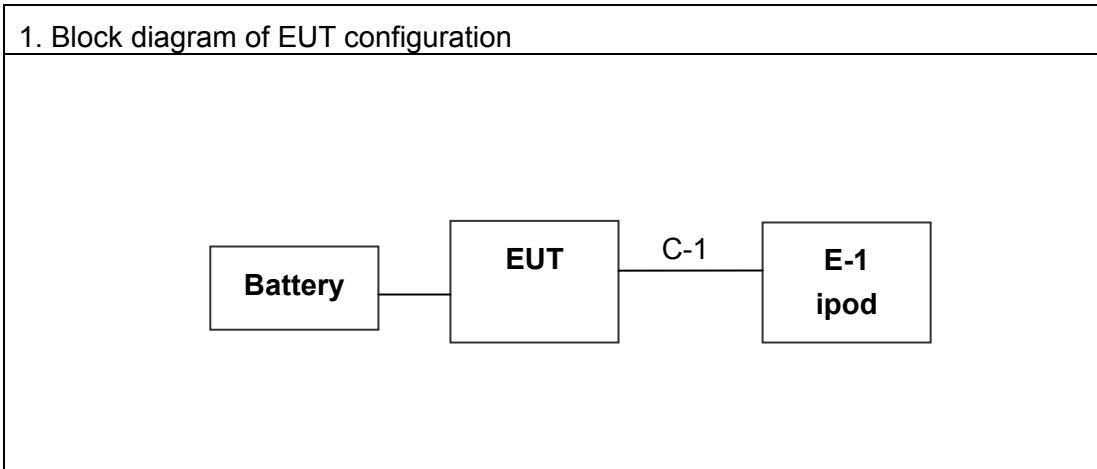 1. Block diagram of EUT configuration
Battery
EUT
C-1
E-1
ipod